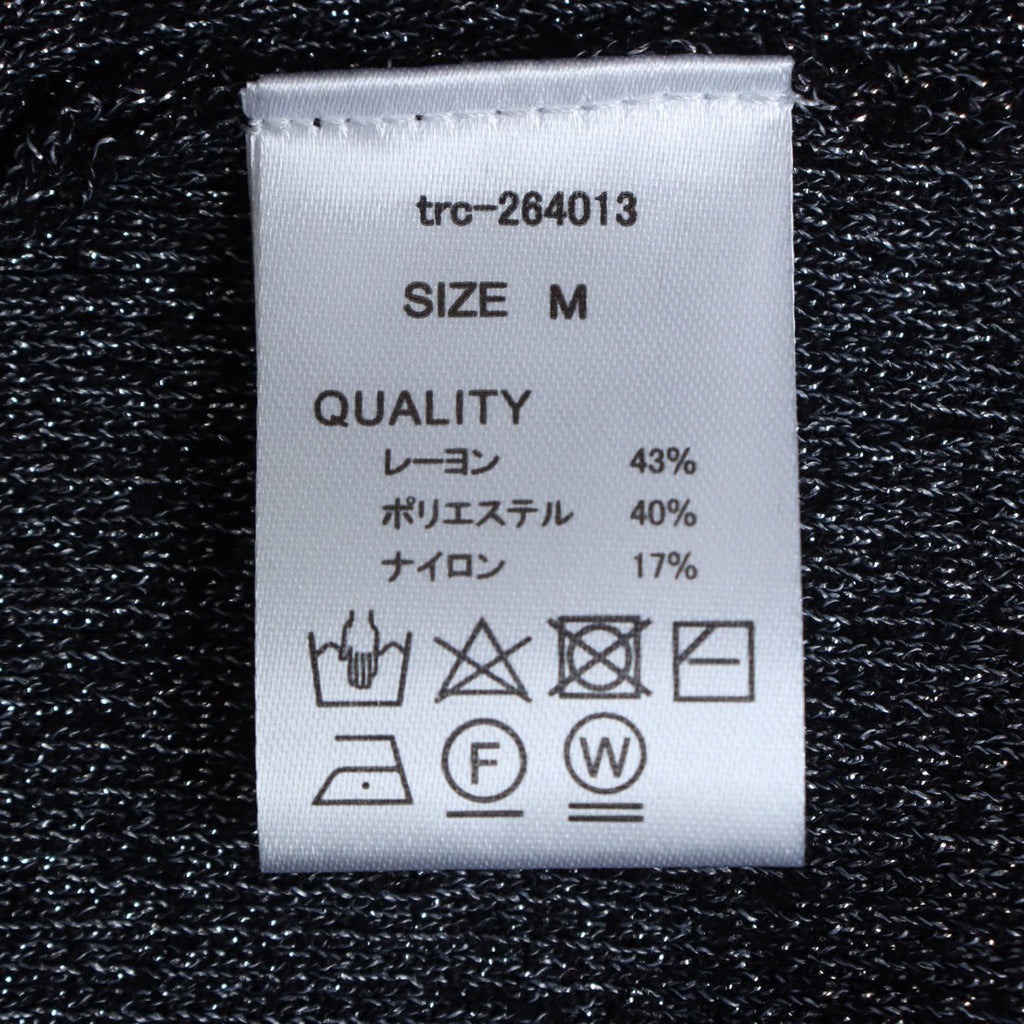 trc-264013
SIZE M
QUALITY
レーヨン 43%
ポリエステル 40%
ナイロン 17%
F W